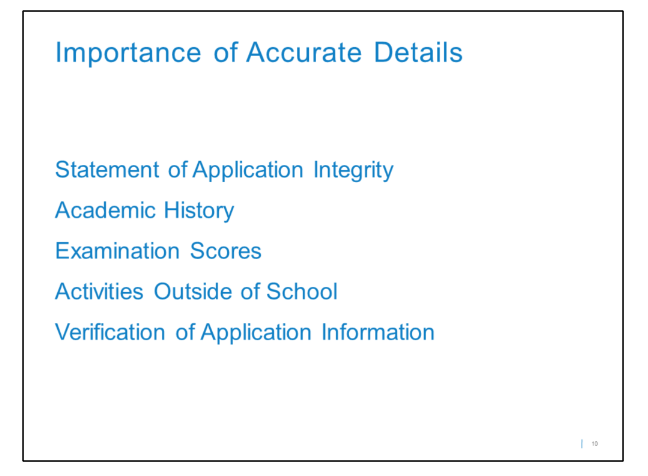 Importance of Accurate Details
Statement of Application Integrity
Academic History
Examination Scores
Activities Outside of School
Verification of Application Information
10